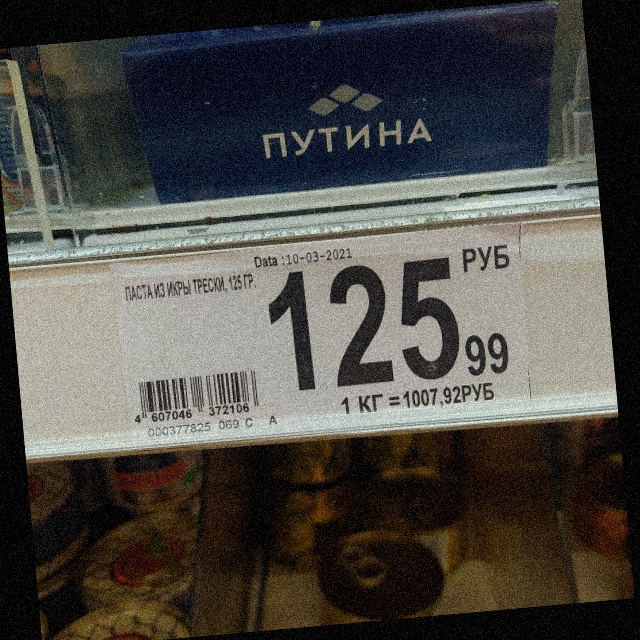 ПУТИНА
Data :10-03-2021
ПАСТА ИЗ ИКРЫ ТРЕСКИ, 125 ГР.
125 99 РУБ
4 607046 372106
1 КГ =1007,92РУБ
000377825 069 С А